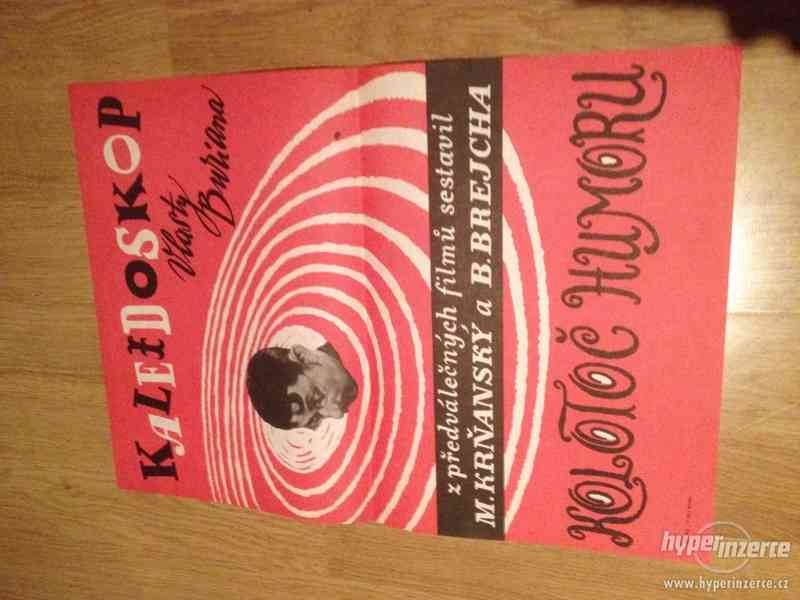 KALEIDOSKOP
Vlasty
Buriana
z předválečných filmů sestavil
M. KRŇANSKÝ a B. BREJCHA
KOLOTOČ HUMORU
hyperinzerce
www.hyperinzerce.cz